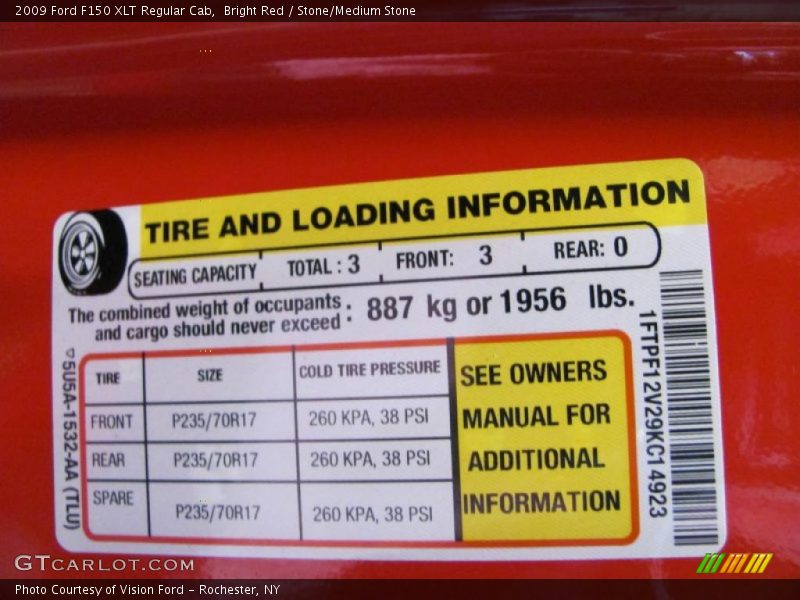 2009 Ford F150 XLT Regular Cab,  Bright Red / Stone/Medium Stone
TIRE AND LOADING INFORMATION
SEATING CAPACITY TOTAL : 3 FRONT: 3 REAR: 0
The combined weight of occupants
and cargo should never exceed : 887 kg or 1956 lbs.
TIRE SIZE COLD TIRE PRESSURE
FRONT P235/70R17 260 KPA, 38 PSI
REAR P235/70R17 260 KPA, 38 PSI
SPARE P235/70R17 260 KPA, 38 PSI
SEE OWNERS
MANUAL FOR
ADDITIONAL
INFORMATION
5U5A-1532-AA (TLU)
1FTPF12V29KC14923
GTCARLOT.COM
Photo Courtesy of Vision Ford – Rochester, NY